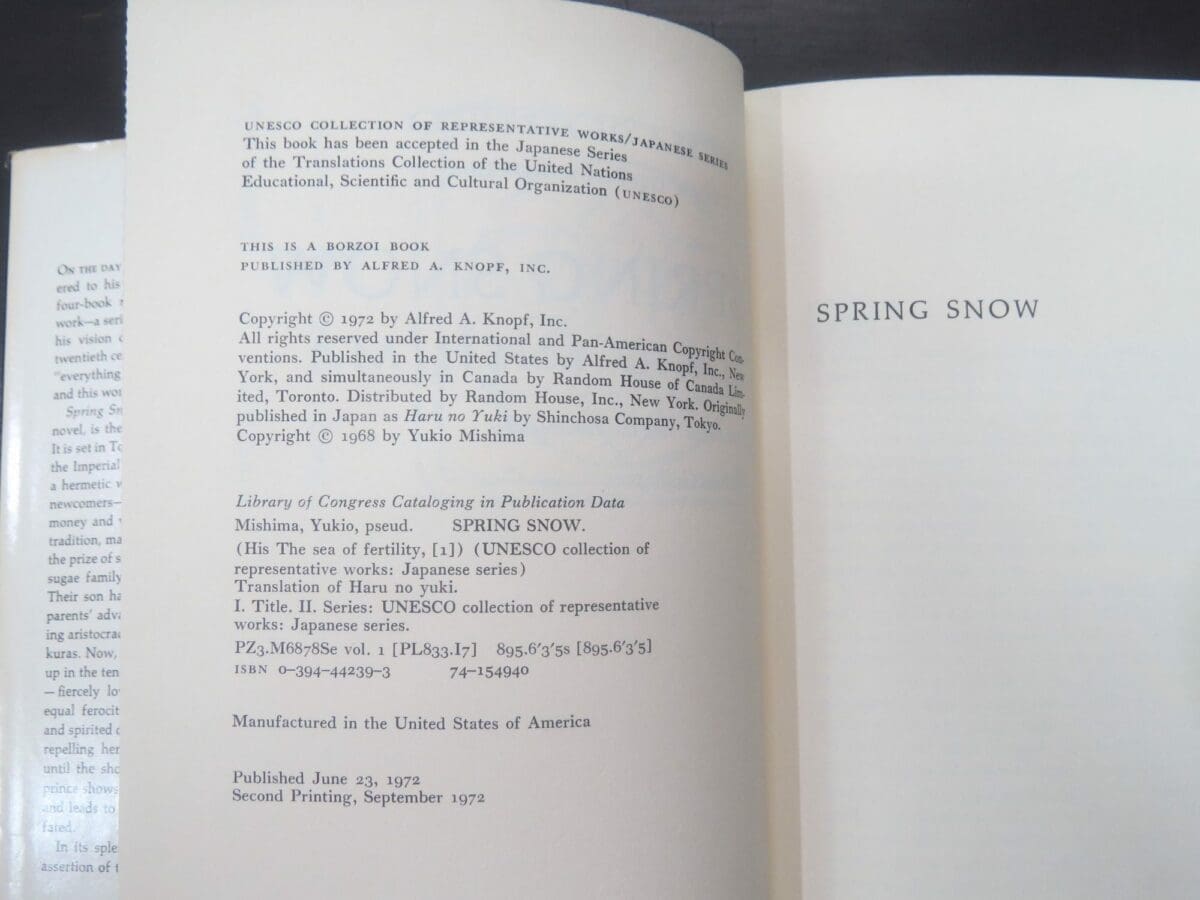 ON THE DAY
ered to his
four-book
work—a seri
his vision
twentieth ce
"everything
and this wor
Spring Sn
novel, is the
It is set in To
the Imperial
a hermetic
newcomers—
money and
tradition, ma
the prize of s
sugae family
Their son ha
parents' adva
ing aristocrac
kuras. Now,
up in the ten
—fiercely lo
equal ferocit
and spirited
repelling her
until the sho
prince shows
and leads to
fated.
In its sple
assertion of t
UNESCO COLLECTION OF REPRESENTATIVE WORKS/JAPANESE SERIES
This book has been accepted in the Japanese Series
of the Translations Collection of the United Nations
Educational, Scientific and Cultural Organization (UNESCO)
THIS IS A BORZOI BOOK
PUBLISHED BY ALFRED A. KNOPF, INC.
Copyright © 1972 by Alfred A. Knopf, Inc.
All rights reserved under International and Pan-American Copyright Con-
ventions. Published in the United States by Alfred A. Knopf, Inc., New
York, and simultaneously in Canada by Random House of Canada Lim-
ited, Toronto. Distributed by Random House, Inc., New York. Originally
published in Japan as Haru no Yuki by Shinchosa Company, Tokyo.
Copyright © 1968 by Yukio Mishima
Library of Congress Cataloging in Publication Data
Mishima, Yukio, pseud. SPRING SNOW.
(His The sea of fertility, [1]) (UNESCO collection of
representative works: Japanese series)
Translation of Haru no yuki.
I. Title. II. Series: UNESCO collection of representative
works: Japanese series.
PZ3.M6878Se vol. 1 [PL833.I7] 895.6'3'5s [895.6'3'5]
ISBN 0-394-44239-3 74-154940
Manufactured in the United States of America
Published June 23, 1972
Second Printing, September 1972
SPRING SNOW